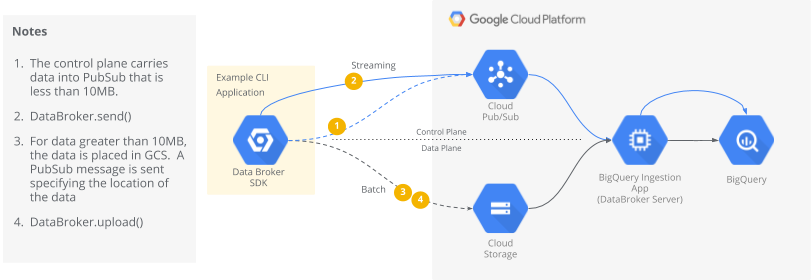 Notes
1. The control plane carries
data into PubSub that is
less than 10MB.
2. DataBroker.send()
3. For data greater than 10MB,
the data is placed in GCS. A
PubSub message is sent
specifying the location of
the data
4. DataBroker.upload()
Google Cloud Platform
Example CLI
Application
Data Broker
SDK
Streaming
2
1
Control Plane
Data Plane
Batch
3
4
Cloud
Pub/Sub
Cloud
Storage
BigQuery Ingestion
App
(DataBroker Server)
BigQuery